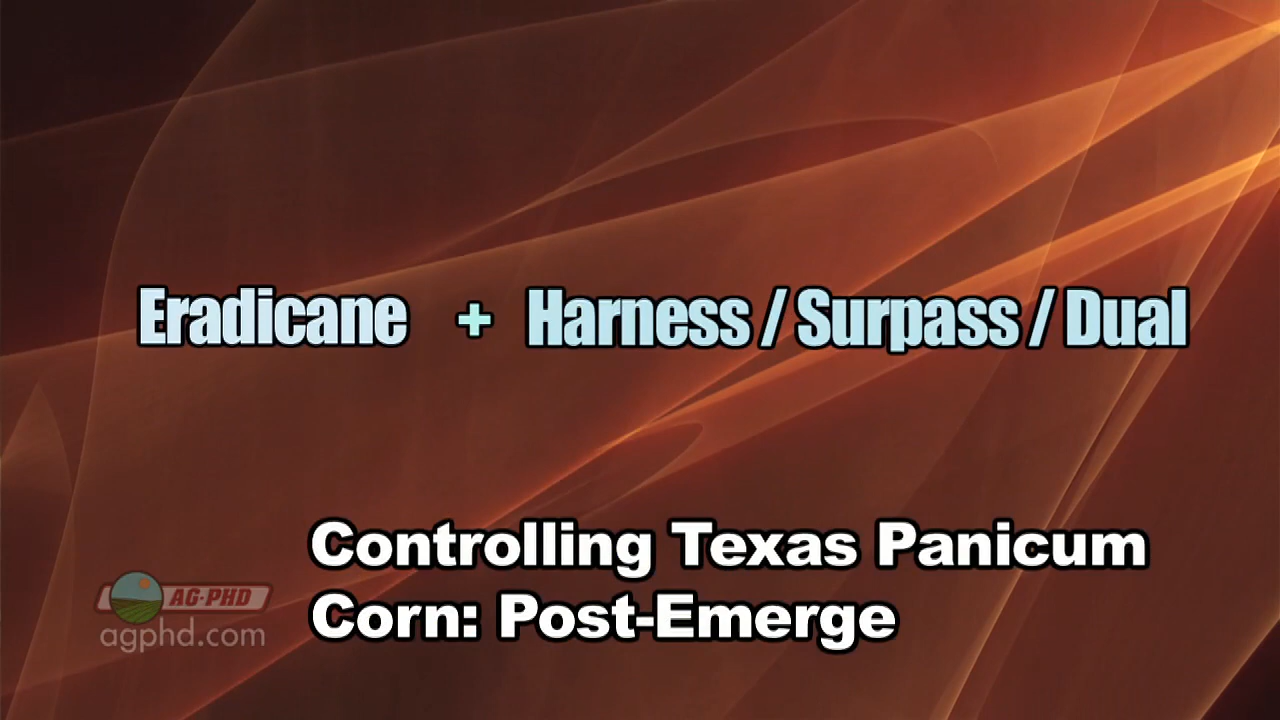 Eradicane + Harness / Surpass / Dual
Controlling Texas Panicum
Corn: Post-Emerge
AG·PHD
agphd.com